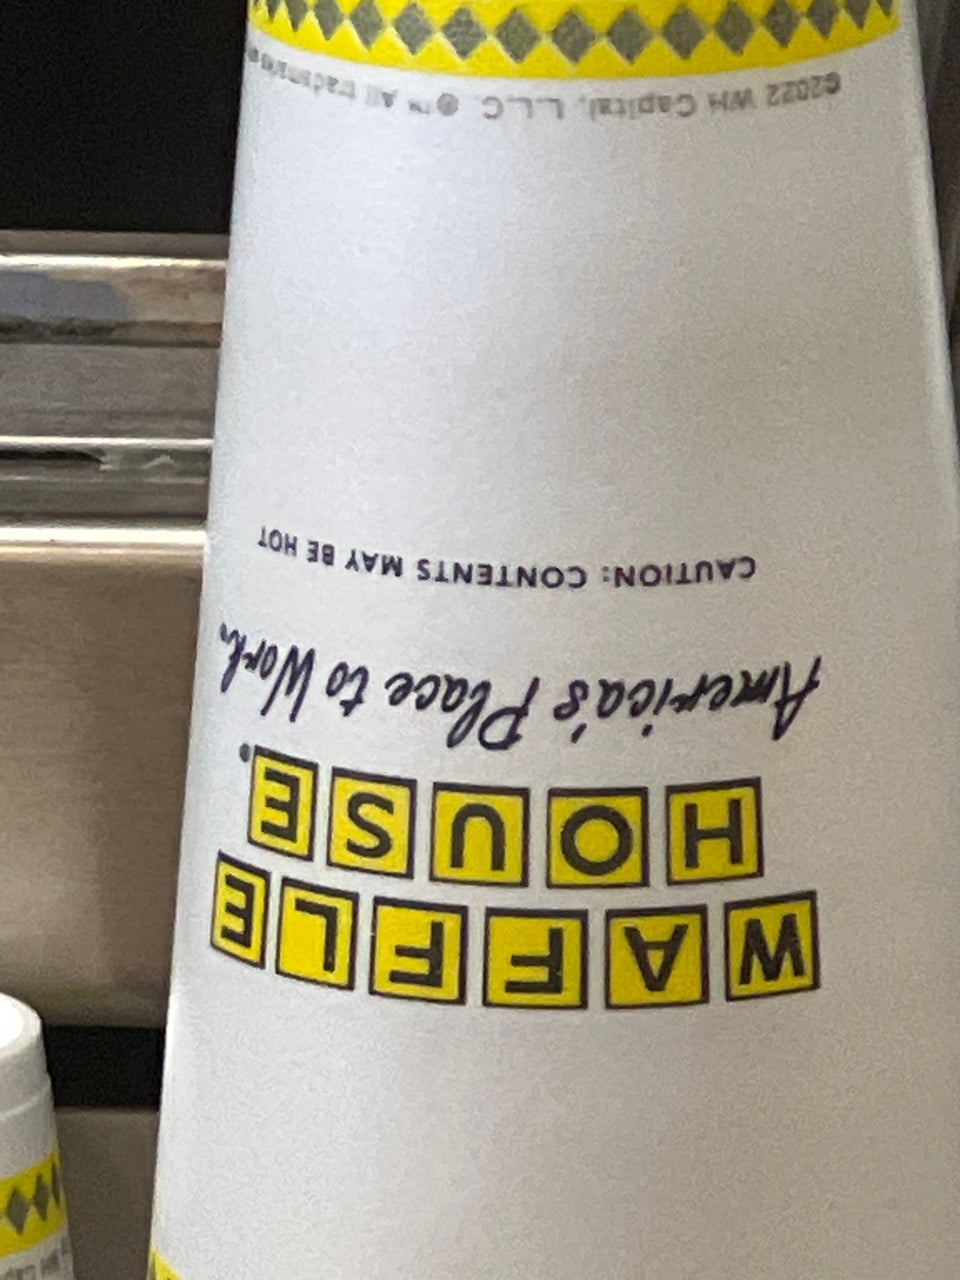 WAFFLE
HOUSE
America's Place to Work.
CAUTION: CONTENTS MAY BE HOT
©2022 WH Capital, L.L.C. ®™ All trademarks